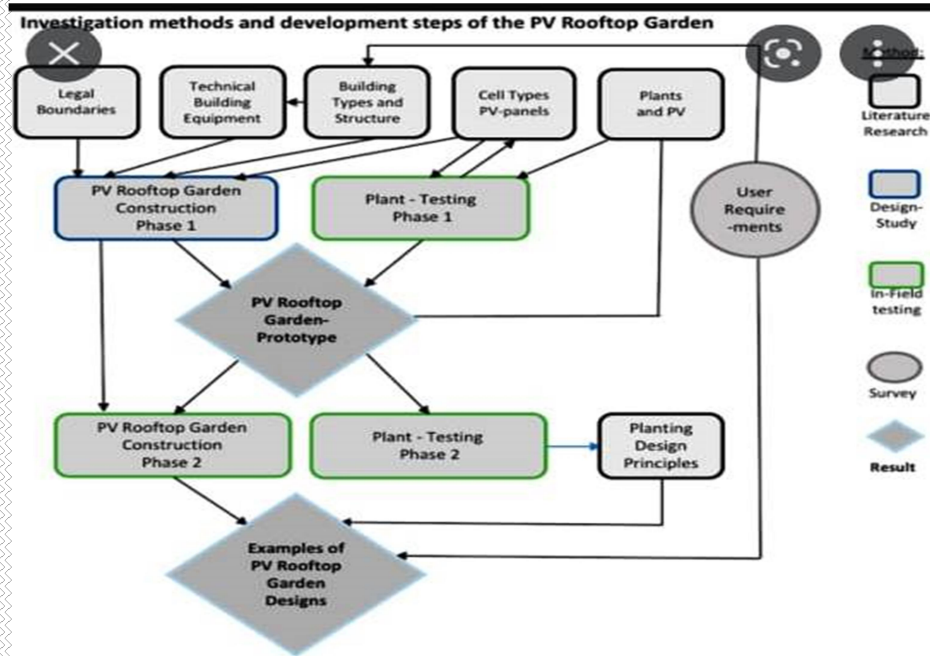 Investigation methods and development steps of the PV Rooftop Garden
Method:
Legal
Boundaries
Technical
Building
Equipment
Building
Types and
Structure
Cell Types
PV-panels
Plants
and PV
Literature
Research
PV Rooftop Garden
Construction
Phase 1
Plant - Testing
Phase 1
User
Require
-ments
Design-
Study
PV Rooftop
Garden-
Prototype
In-Field
testing
Survey
PV Rooftop Garden
Construction
Phase 2
Plant - Testing
Phase 2
Planting
Design
Principles
Result
Examples of
PV Rooftop
Garden
Designs